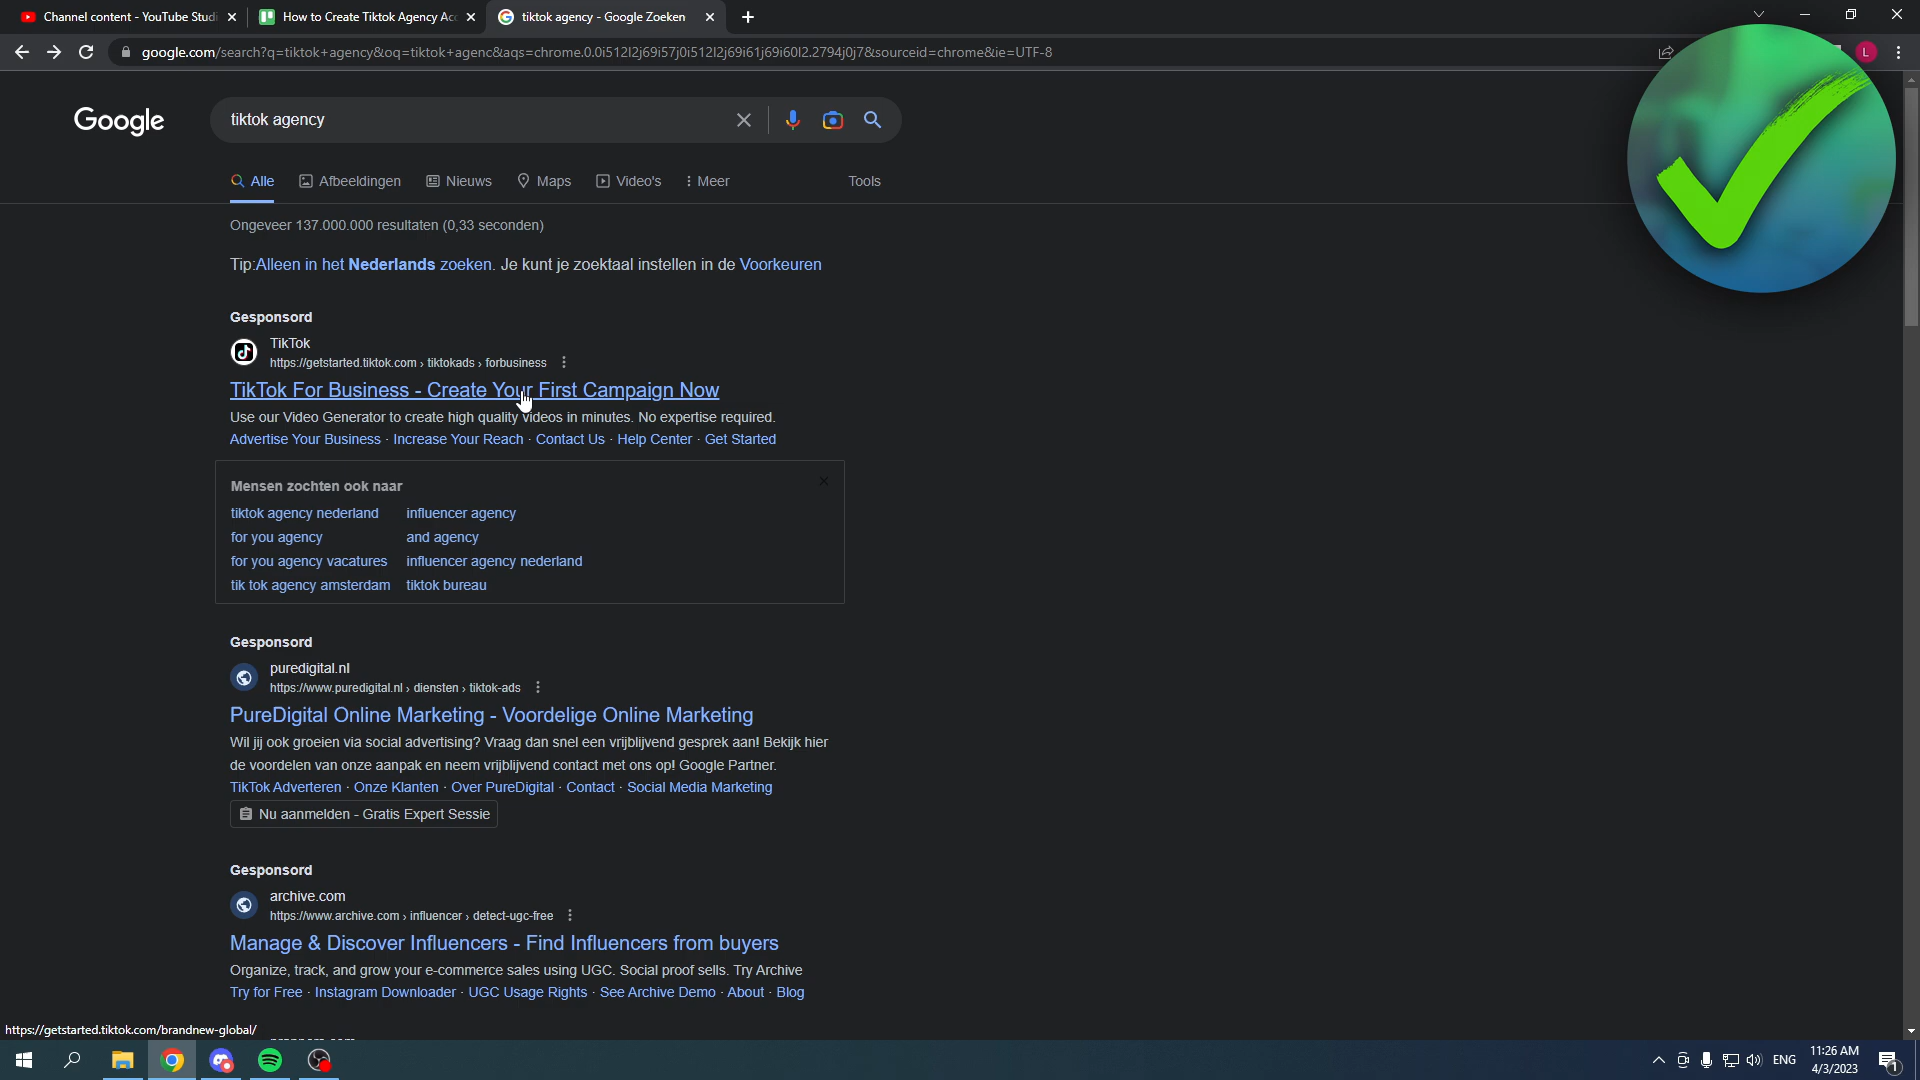 Channel content - YouTube Studi
How to Create Tiktok Agency Acc
tiktok agency - Google Zoeken
google.com/search?q=tiktok+agency&oq=tiktok+agenc&aqs=chrome.0.0i512l2j69i57j0i512l2j69i61j69i60l2.2794j0j7&sourceid=chrome&ie=UTF-8
L
Google
tiktok agency
Alle
Afbeeldingen
Nieuws
Maps
Video's
Meer
Tools
Ongeveer 137.000.000 resultaten (0,33 seconden)
Tip:Alleen in het Nederlands zoeken. Je kunt je zoektaal instellen in de Voorkeuren
Gesponsord
TikTok
https://getstarted.tiktok.com › tiktokads › forbusiness
TikTok For Business - Create Your First Campaign Now
Use our Video Generator to create high quality videos in minutes. No expertise required.
Advertise Your Business · Increase Your Reach · Contact Us · Help Center · Get Started
Mensen zochten ook naar
tiktok agency nederland
influencer agency
for you agency
and agency
for you agency vacatures
influencer agency nederland
tik tok agency amsterdam
tiktok bureau
Gesponsord
puredigital.nl
https://www.puredigital.nl › diensten › tiktok-ads
PureDigital Online Marketing - Voordelige Online Marketing
Wil jij ook groeien via social advertising? Vraag dan snel een vrijblijvend gesprek aan! Bekijk hier
de voordelen van onze aanpak en neem vrijblijvend contact met ons op! Google Partner.
TikTok Adverteren · Onze Klanten · Over PureDigital · Contact · Social Media Marketing
Nu aanmelden - Gratis Expert Sessie
Gesponsord
archive.com
https://www.archive.com › influencer › detect-ugc-free
Manage & Discover Influencers - Find Influencers from buyers
Organize, track, and grow your e-commerce sales using UGC. Social proof sells. Try Archive
Try for Free · Instagram Downloader · UGC Usage Rights · See Archive Demo · About · Blog
https://getstarted.tiktok.com/brandnew-global/
ENG
11:26 AM
4/3/2023
1